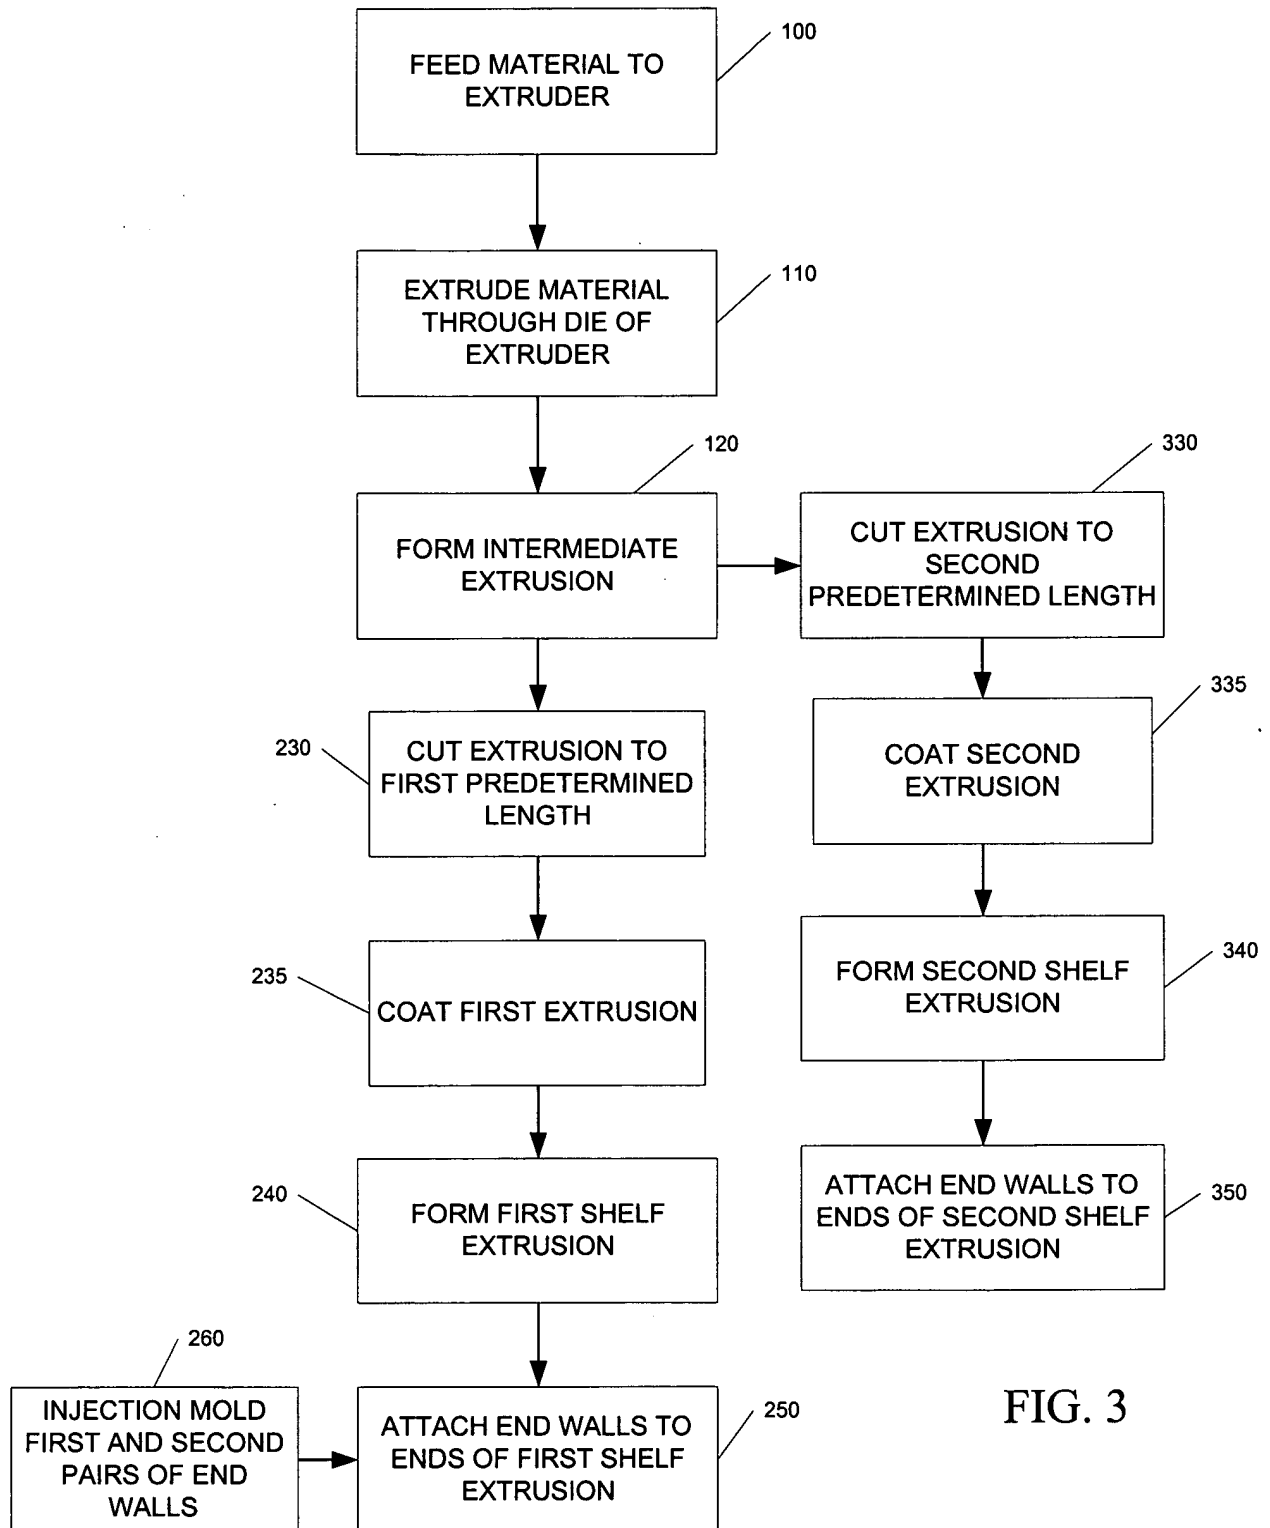 100
FEED MATERIAL TO
EXTRUDER
110
EXTRUDE MATERIAL
THROUGH DIE OF
EXTRUDER
120
FORM INTERMEDIATE
EXTRUSION
330
CUT EXTRUSION TO
SECOND
PREDETERMINED LENGTH
230
CUT EXTRUSION TO
FIRST PREDETERMINED
LENGTH
335
COAT SECOND
EXTRUSION
235
COAT FIRST EXTRUSION
340
FORM SECOND SHELF
EXTRUSION
240
FORM FIRST SHELF
EXTRUSION
350
ATTACH END WALLS TO
ENDS OF SECOND SHELF
EXTRUSION
260
INJECTION MOLD
FIRST AND SECOND
PAIRS OF END
WALLS
250
ATTACH END WALLS TO
ENDS OF FIRST SHELF
EXTRUSION
FIG. 3